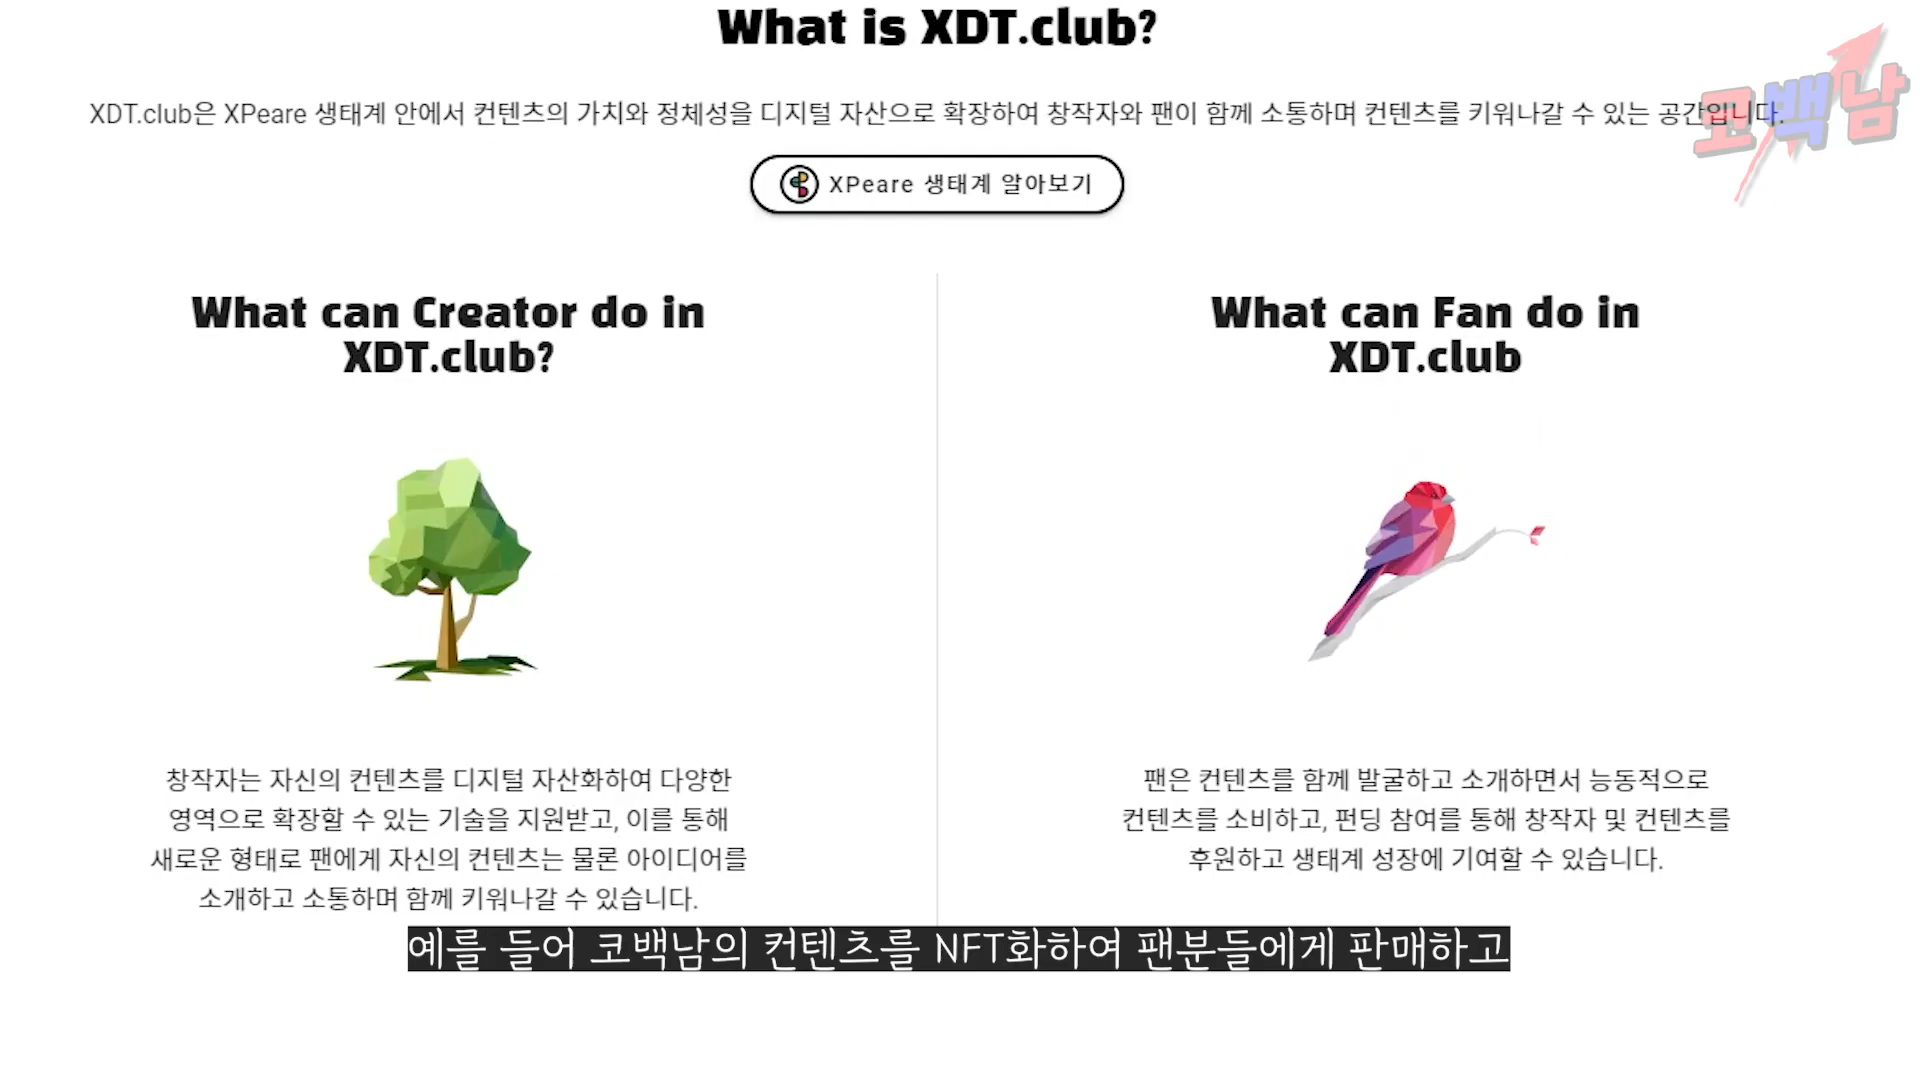 What is XDT.club?
XDT.club은 XPeare 생태계 안에서 컨텐츠의 가치와 정체성을 디지털 자산으로 확장하여 창작자와 팬이 함께 소통하며 컨텐츠를 키워나갈 수 있는 공간입니다.
코백남
XPeare 생태계 알아보기
What can Creator do in
XDT.club?
창작자는 자신의 컨텐츠를 디지털 자산화하여 다양한
영역으로 확장할 수 있는 기술을 지원받고, 이를 통해
새로운 형태로 팬에게 자신의 컨텐츠는 물론 아이디어를
소개하고 소통하며 함께 키워나갈 수 있습니다.
What can Fan do in
XDT.club
팬은 컨텐츠를 함께 발굴하고 소개하면서 능동적으로
컨텐츠를 소비하고, 펀딩 참여를 통해 창작자 및 컨텐츠를
후원하고 생태계 성장에 기여할 수 있습니다.
예를 들어 코백남의 컨텐츠를 NFT화하여 팬분들에게 판매하고